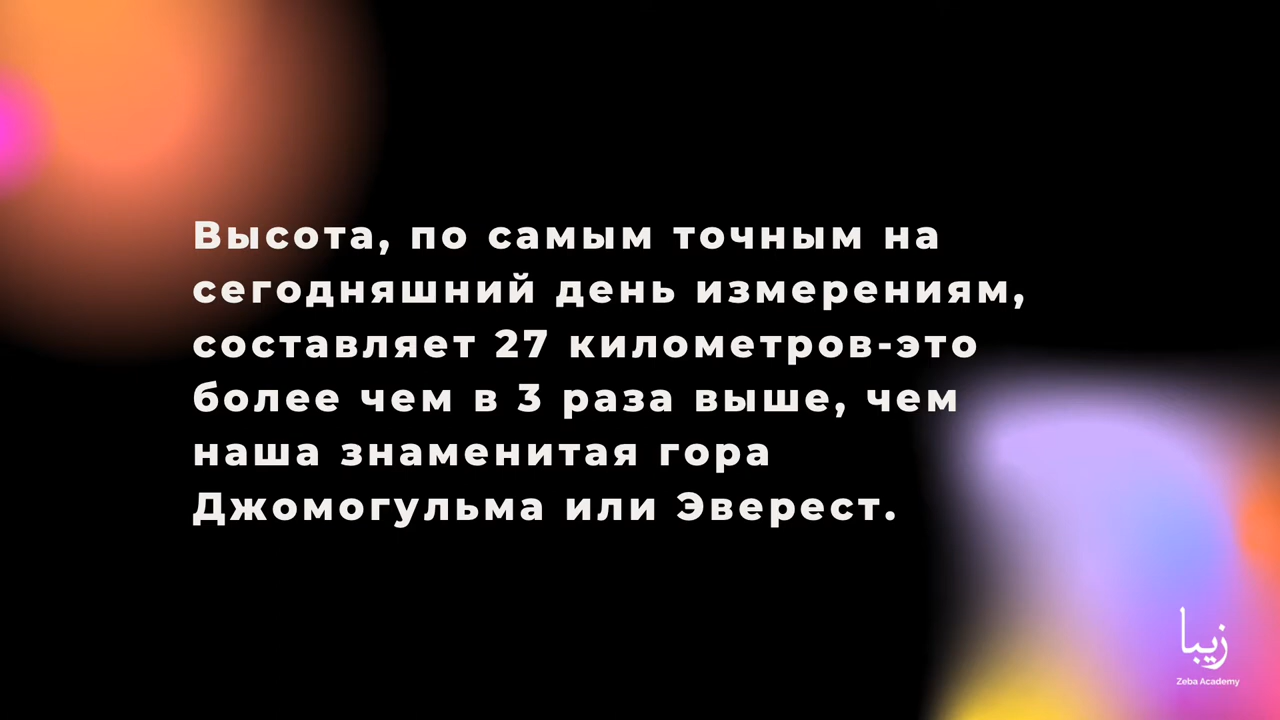 Высота, по самым точным на
сегодняшний день измерениям,
составляет 27 километров-это
более чем в 3 раза выше, чем
наша знаменитая гора
Джомогульма или Эверест.
زیبا
Zeba Academy